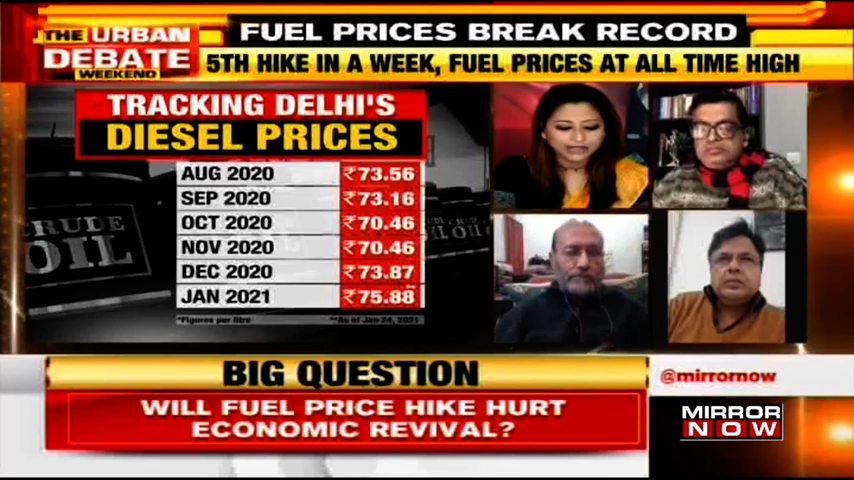 THE URBAN
DEBATE
WEEKEND
FUEL PRICES BREAK RECORD
5TH HIKE IN A WEEK, FUEL PRICES AT ALL TIME HIGH
TRACKING DELHI'S
DIESEL PRICES
AUG 2020 ₹73.56
SEP 2020 ₹73.16
OCT 2020 ₹70.46
NOV 2020 ₹70.46
DEC 2020 ₹73.87
JAN 2021 ₹75.88**
*Figures per litre **As of Jan 24, 2021
CRUDE
OIL
CRUDE
OIL
BIG QUESTION
WILL FUEL PRICE HIKE HURT
ECONOMIC REVIVAL?
@mirrornow
MIRROR
NOW